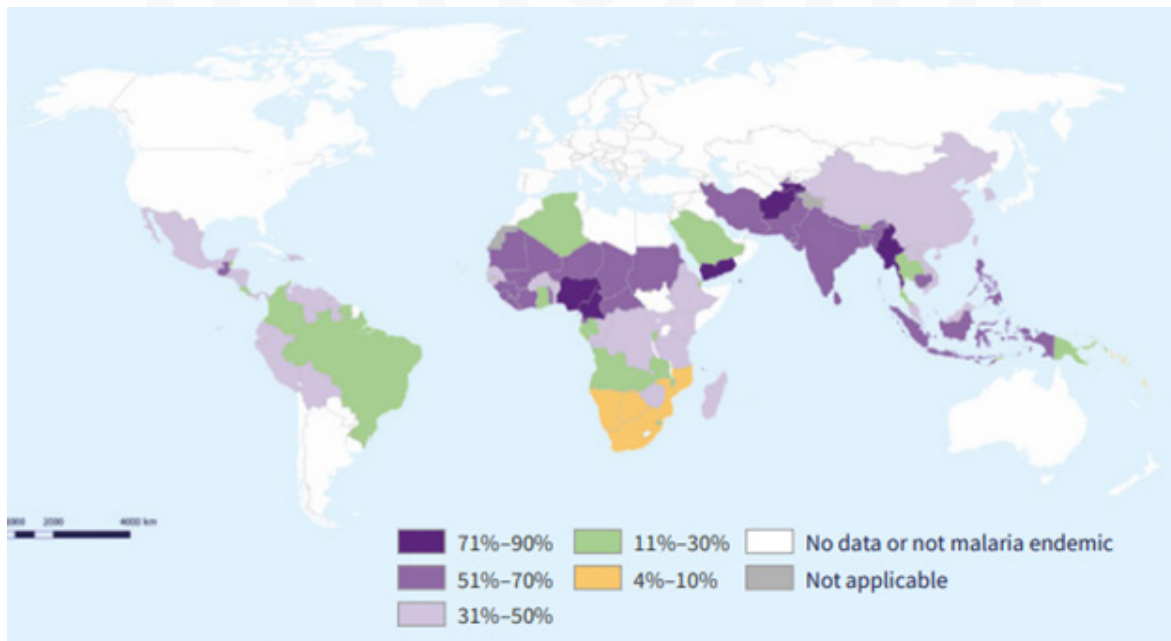 2000
4000 km
71%–90%
11%–30%
No data or not malaria endemic
51%–70%
4%–10%
Not applicable
31%–50%